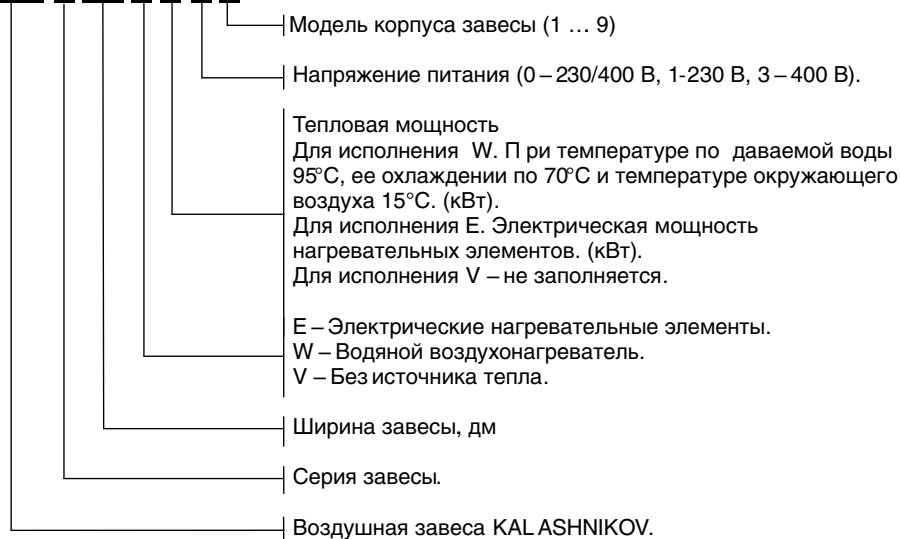 Модель корпуса завесы (1 … 9)
Напряжение питания (0 – 230/400 В, 1-230 В, 3 – 400 В).
Тепловая мощность
Для исполнения W. П ри температуре по даваемой воды
95°С, ее охлаждении по 70°С и температуре окружающего
воздуха 15°С. (кВт).
Для исполнения Е. Электрическая мощность
нагревательных элементов. (кВт).
Для исполнения V – не заполняется.
Е – Электрические нагревательные элементы.
W – Водяной воздухонагреватель.
V – Без источника тепла.
Ширина завесы, дм
Серия завесы.
Воздушная завеса KALASHNIKOV.